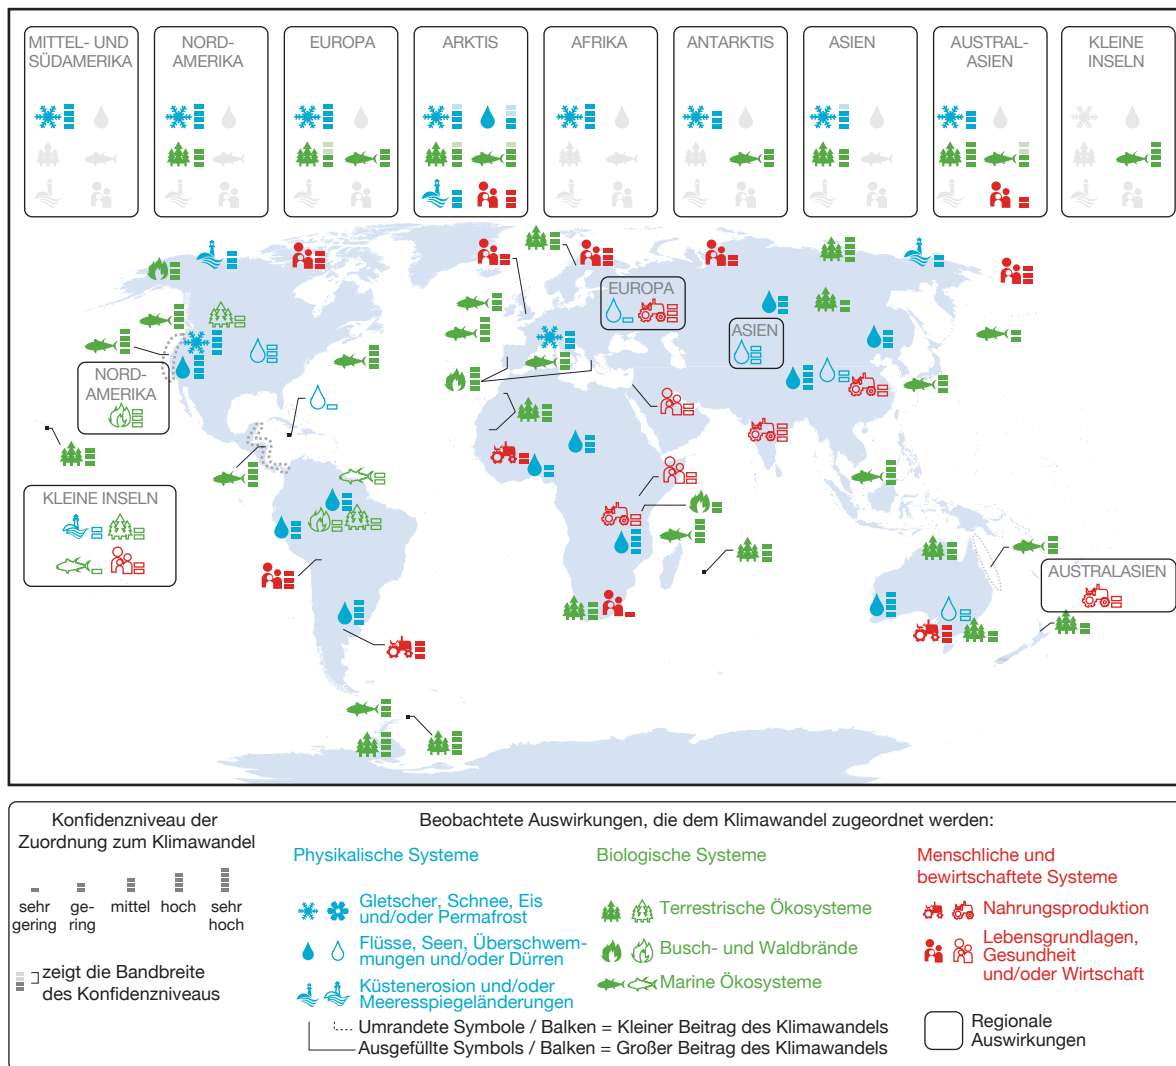 MITTEL- UND
SÜDAMERIKA
NORD-
AMERIKA
EUROPA
ARKTIS
AFRIKA
ANTARKTIS
ASIEN
AUSTRAL-
ASIEN
KLEINE
INSELN
EUROPA
ASIEN
NORD-
AMERIKA
KLEINE INSELN
AUSTRALASIEN
Konfidenzniveau der
Zuordnung zum Klimawandel
sehr
gering
ge-
ring
mittel
hoch
sehr
hoch
zeigt die Bandbreite
des Konfidenzniveaus
Beobachtete Auswirkungen, die dem Klimawandel zugeordnet werden:
Physikalische Systeme
Gletscher, Schnee, Eis
und/oder Permafrost
Flüsse, Seen, Überschwem-
mungen und/oder Dürren
Küstenerosion und/oder
Meeresspiegeländerungen
Biologische Systeme
Terrestrische Ökosysteme
Busch- und Waldbrände
Marine Ökosysteme
Menschliche und
bewirtschaftete Systeme
Nahrungsproduktion
Lebensgrundlagen,
Gesundheit
und/oder Wirtschaft
Umrandete Symbole / Balken = Kleiner Beitrag des Klimawandels
Ausgefüllte Symbols / Balken = Großer Beitrag des Klimawandels
Regionale
Auswirkungen